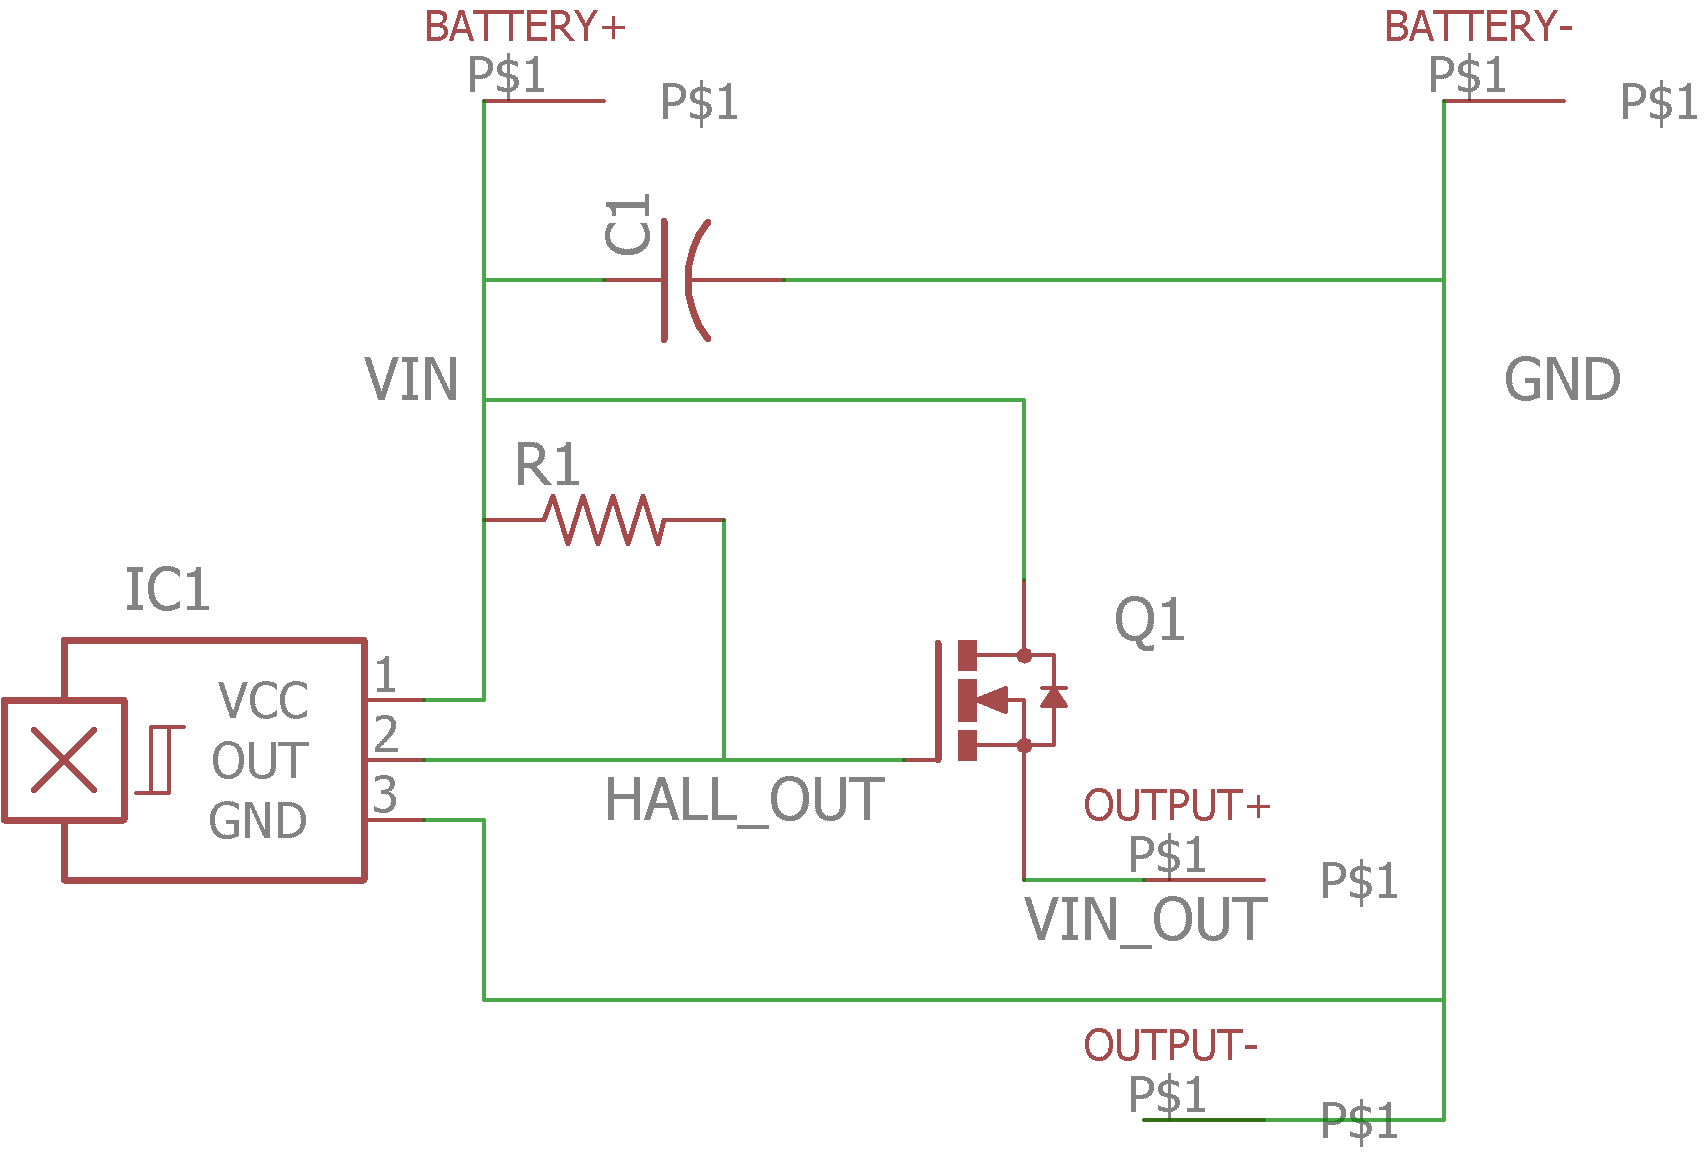 BATTERY+
BATTERY-
P$1
P$1
P$1
P$1
C1
VIN
GND
R1
IC1
Q1
1
VCC
2
OUT
3
GND
HALL_OUT
OUTPUT+
P$1
P$1
VIN_OUT
OUTPUT-
P$1
P$1